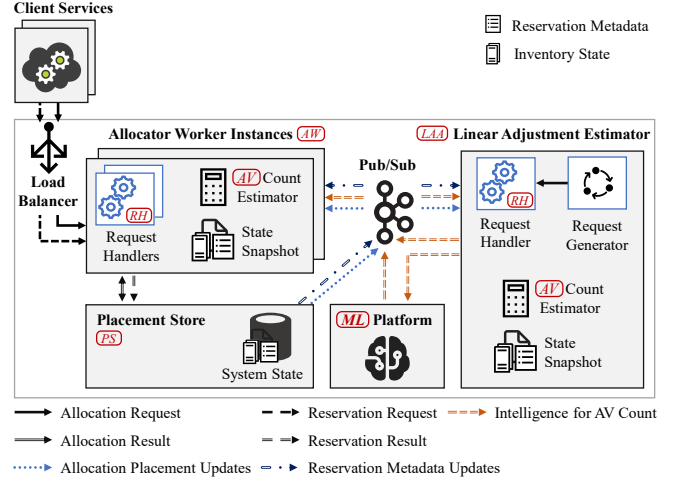 Client Services
Reservation Metadata
Inventory State
Allocator Worker Instances AW
LAA Linear Adjustment Estimator
Load
Balancer
RH
Request
Handlers
AV Count
Estimator
State
Snapshot
Pub/Sub
RH
Request
Handler
Request
Generator
AV Count
Estimator
State
Snapshot
Placement Store
PS
System State
ML Platform
Allocation Request
Reservation Request
Intelligence for AV Count
Allocation Result
Reservation Result
Allocation Placement Updates
Reservation Metadata Updates